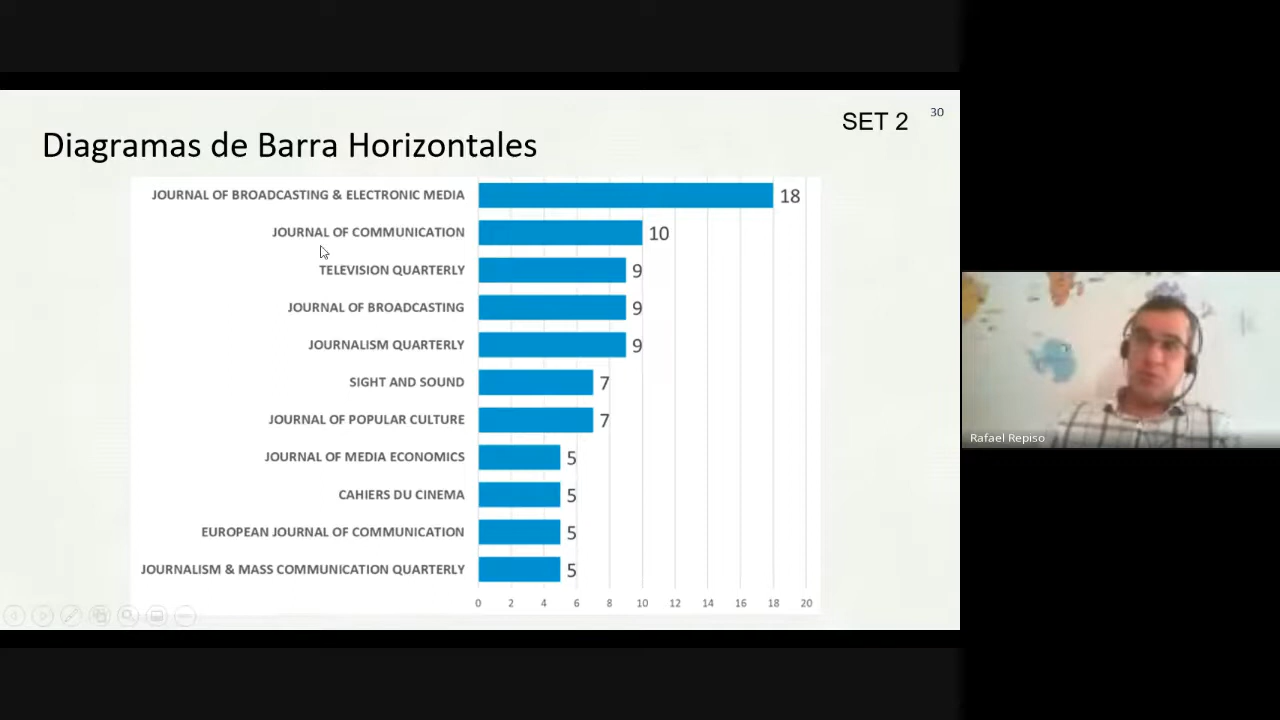 SET 2
30
Diagramas de Barra Horizontales
JOURNAL OF BROADCASTING & ELECTRONIC MEDIA 18
JOURNAL OF COMMUNICATION 10
TELEVISION QUARTERLY 9
JOURNAL OF BROADCASTING 9
JOURNALISM QUARTERLY 9
SIGHT AND SOUND 7
JOURNAL OF POPULAR CULTURE 7
JOURNAL OF MEDIA ECONOMICS 5
CAHIERS DU CINEMA 5
EUROPEAN JOURNAL OF COMMUNICATION 5
JOURNALISM & MASS COMMUNICATION QUARTERLY 5
0 2 4 6 8 10 12 14 16 18 20
Rafael Repiso